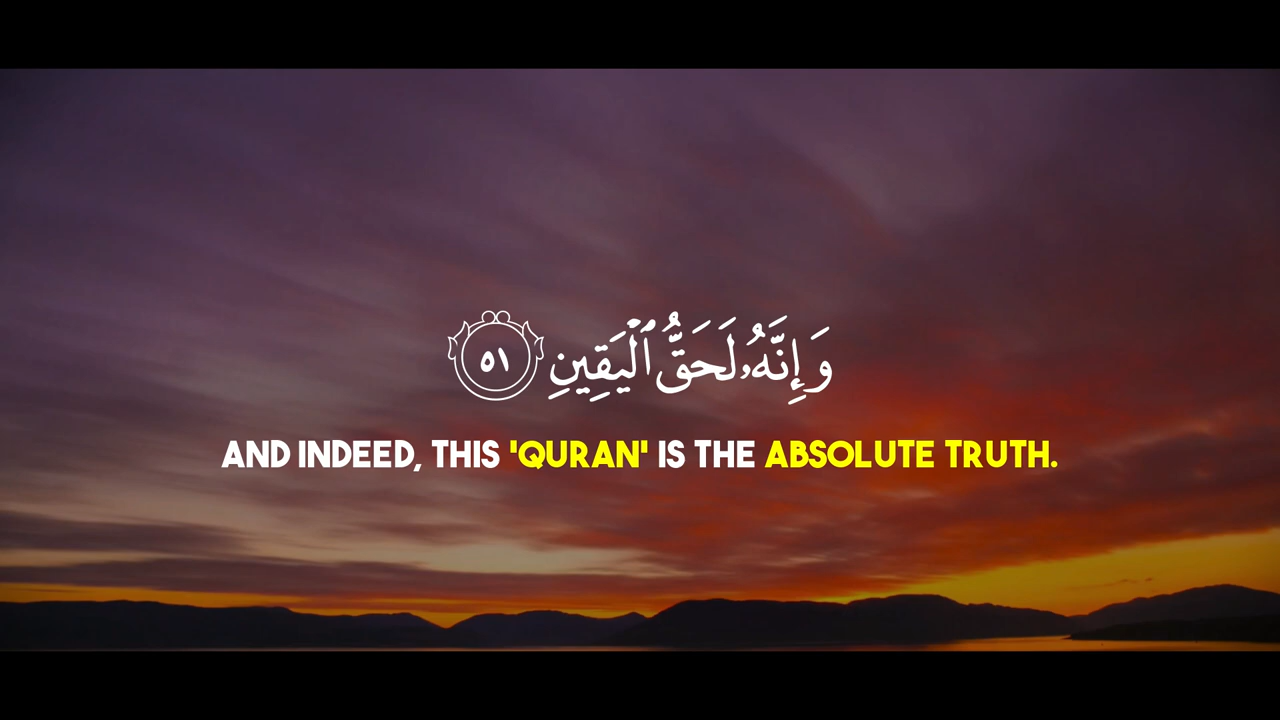 وَإِنَّهُۥ لَحَقُّ ٱلْيَقِينِ ٥١
AND INDEED, THIS 'QURAN' IS THE ABSOLUTE TRUTH.